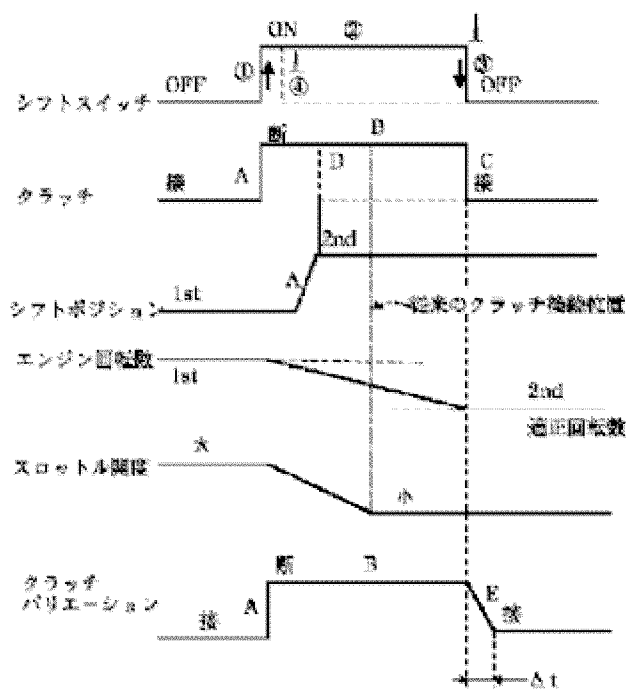 ON ②
OFF ① ④ ③ OFF
シフトスイッチ
断 B
D
接 A C 接
クラッチ
2nd
A
1st
シフトポジション
従来のクラッチ接続位置
エンジン回転数
1st
2nd
適正回転数
大
スロットル開度
小
断 B
クラッチ
バリエーション
接 A E 接
Δt